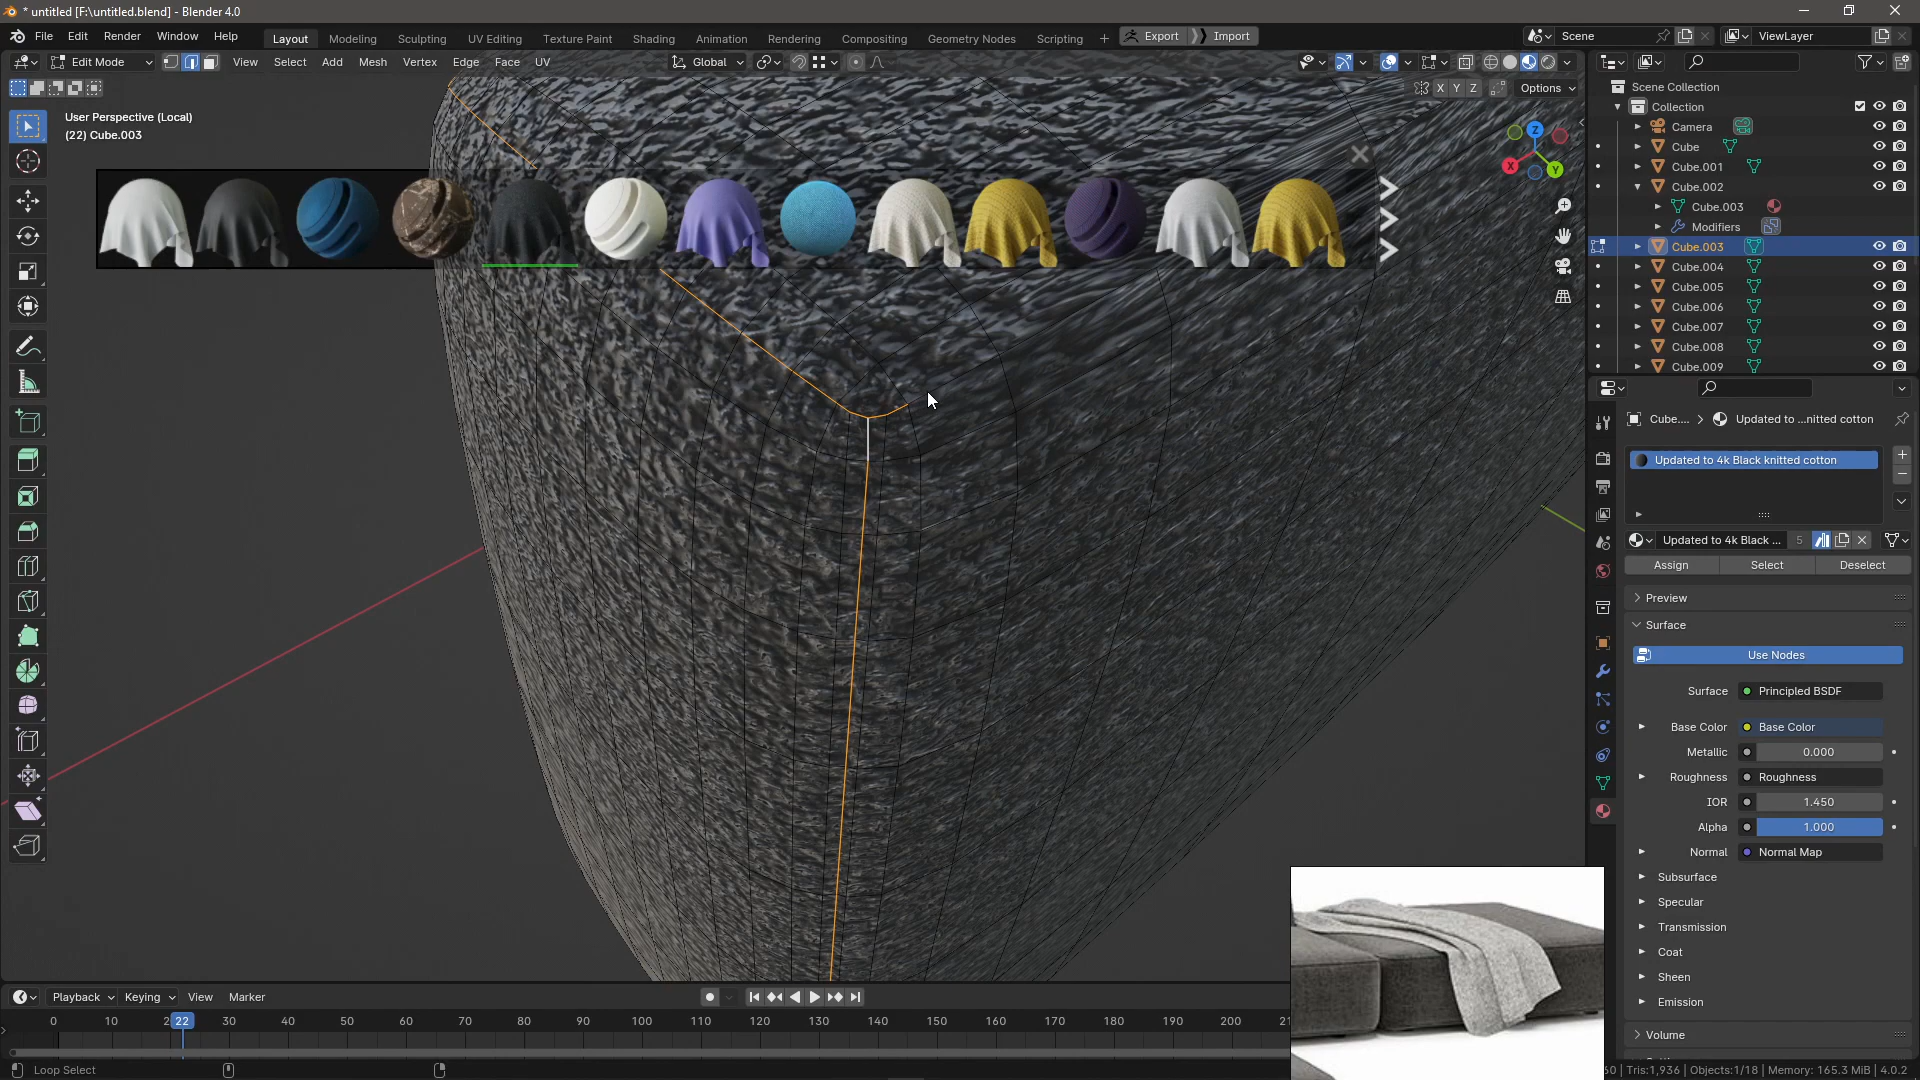 * untitled [F:\untitled.blend] - Blender 4.0
File Edit Render Window Help
Layout Modeling Sculpting UV Editing Texture Paint Shading Animation Rendering Compositing Geometry Nodes Scripting + Export Import
Scene
ViewLayer
Edit Mode
View Select Add Mesh Vertex Edge Face UV
Global
X Y Z
Options
User Perspective (Local)
(22) Cube.003
Z
X
Y
Scene Collection
Collection
Camera
Cube
Cube.001
Cube.002
Cube.003
Modifiers
Cube.003
Cube.004
Cube.005
Cube.006
Cube.007
Cube.008
Cube.009
Cube.... > Updated to ...nitted cotton
Updated to 4k Black knitted cotton
Updated to 4k Black ... 5
Assign Select Deselect
Preview
Surface
Use Nodes
Surface Principled BSDF
Base Color Base Color
Metallic 0.000
Roughness Roughness
IOR 1.450
Alpha 1.000
Normal Normal Map
Subsurface
Specular
Transmission
Coat
Sheen
Emission
Volume
Playback Keying View Marker
0 10 2 22 30 40 50 60 70 80 90 100 110 120 130 140 150 160 170 180 190 200 21
Loop Select
60 | Tris:1,936 | Objects:1/18 | Memory: 165.3 MiB | 4.0.2